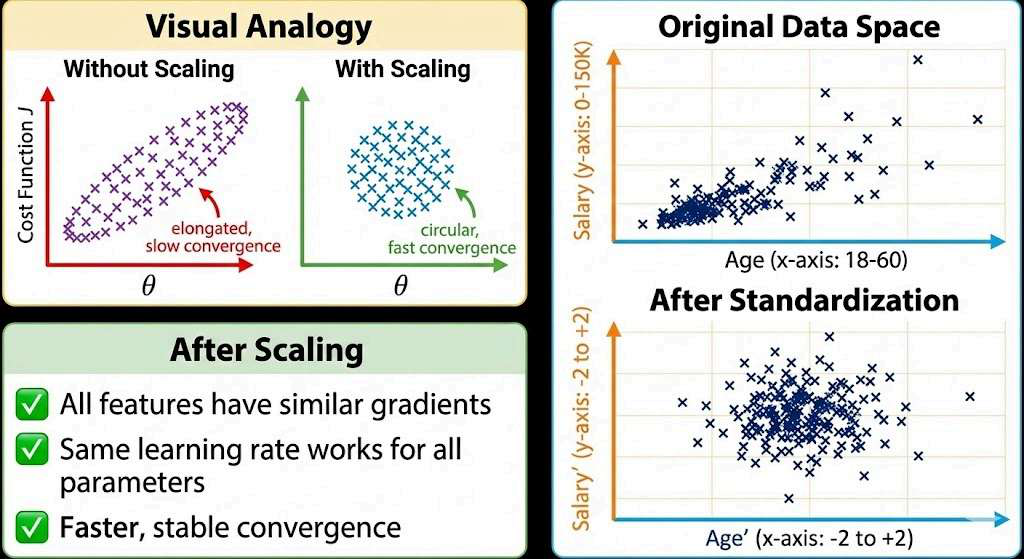 Visual Analogy
Without Scaling
With Scaling
Cost Function J
elongated,
slow convergence
circular,
fast convergence
θ
θ
After Scaling
✅ All features have similar gradients
✅ Same learning rate works for all
parameters
✅ Faster, stable convergence
Original Data Space
Salary (y-axis: 0-150K)
Age (x-axis: 18-60)
After Standardization
Salary’ (y-axis: -2 to +2)
Age’ (x-axis: -2 to +2)